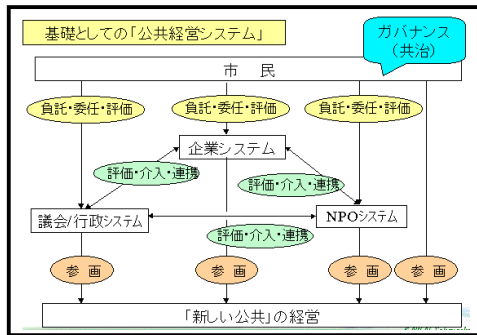 基礎としての「公共経営システム」
ガバナンス
(共治)
市 民
負託・委任・評価
負託・委任・評価
負託・委任・評価
企業システム
評価・介入・連携
評価・介入・連携
議会/行政システム
NPOシステム
評価・介入・連携
参 画
参 画
参 画
参 画
「新しい公共」の経営